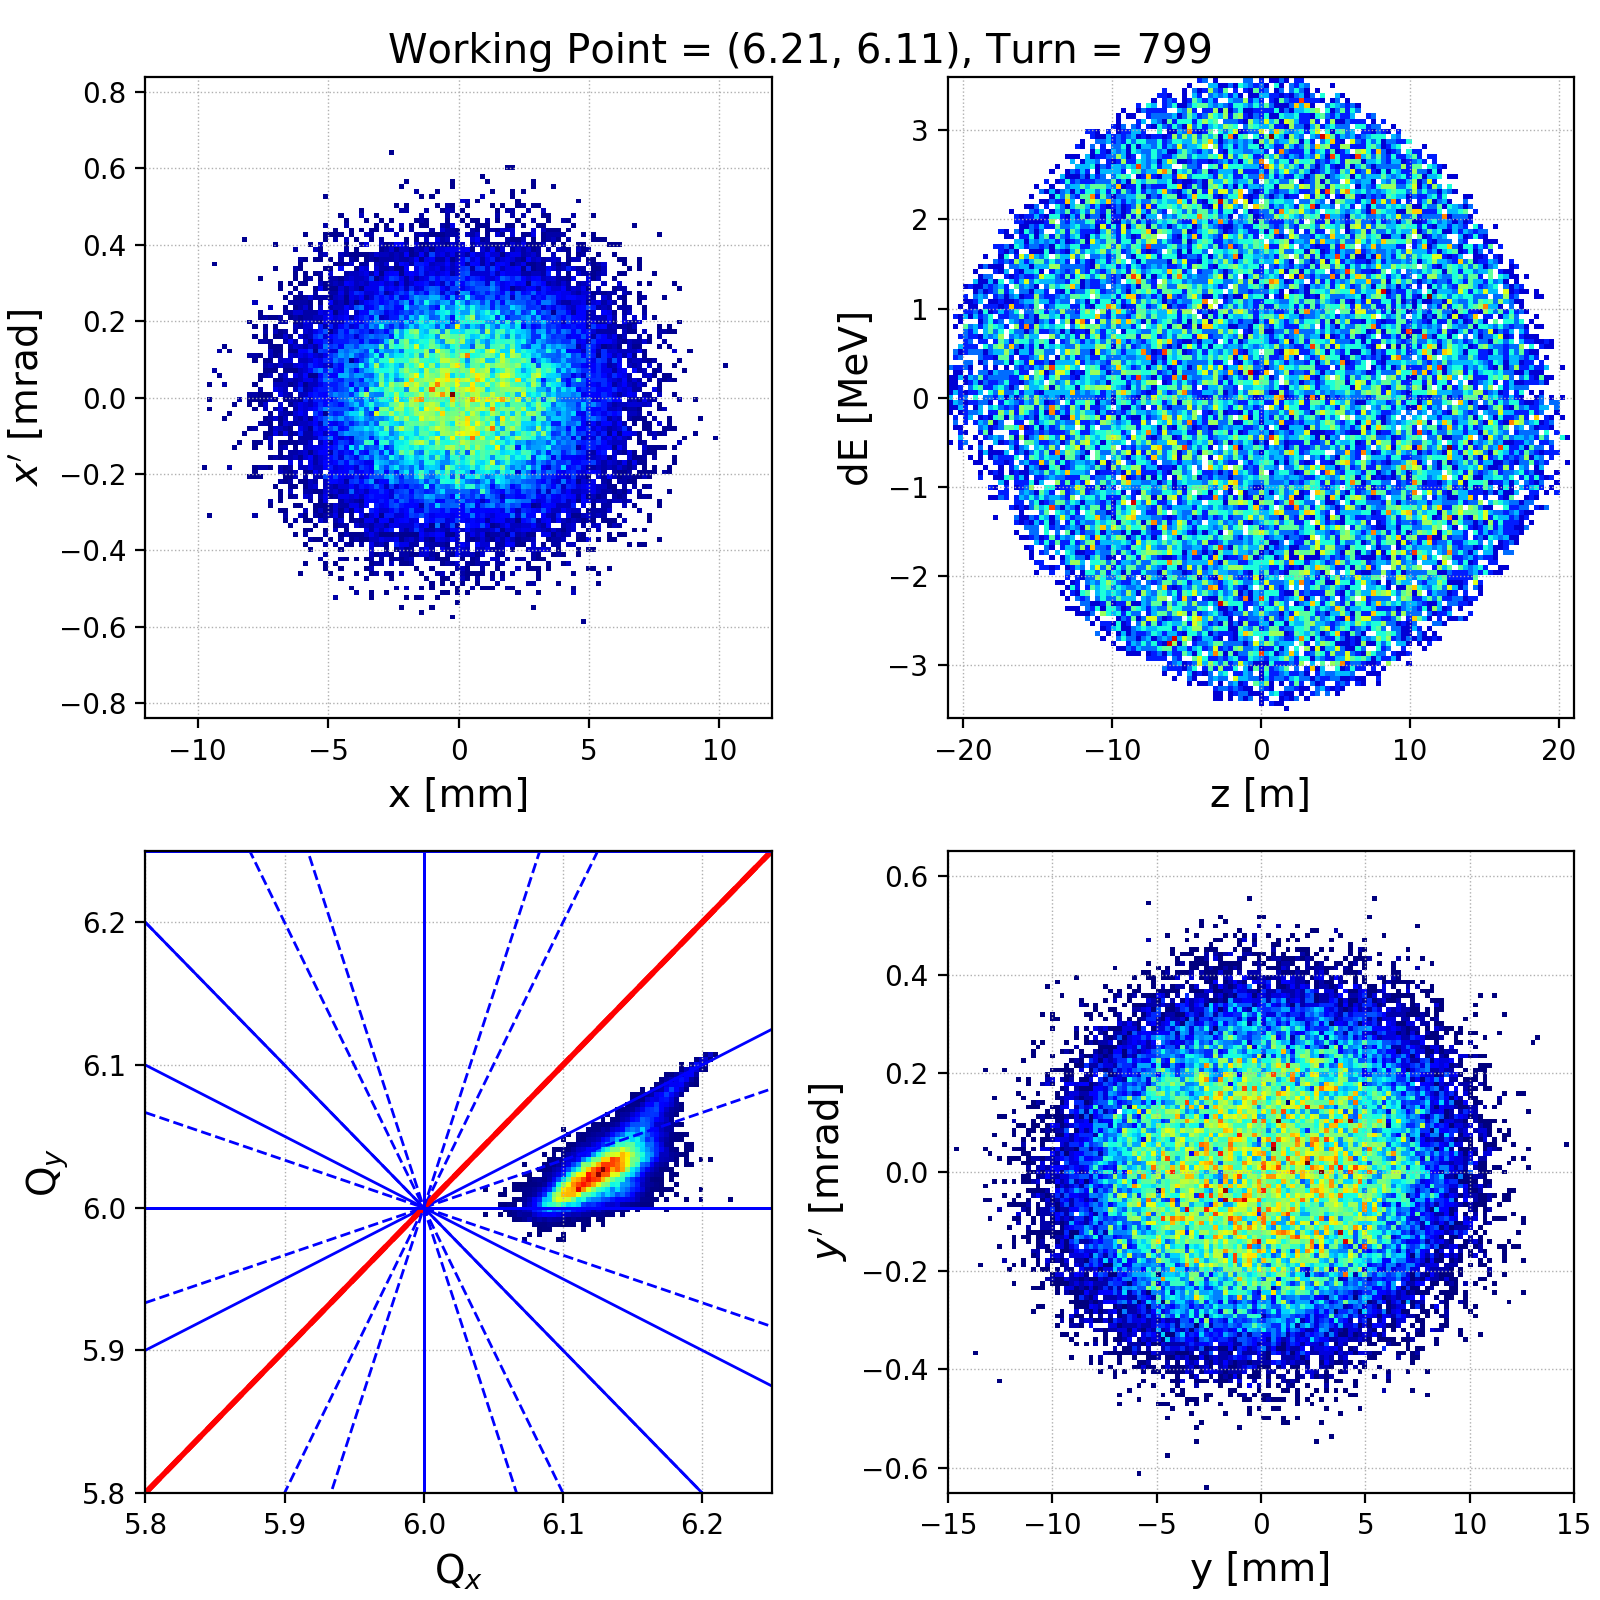 Working Point = (6.21, 6.11), Turn = 799
0.8
0.6
0.4
0.2
0.0
−0.2
−0.4
−0.6
−0.8
x′ [mrad]
−10 −5 0 5 10
x [mm]
3
2
1
0
−1
−2
−3
dE [MeV]
−20 −10 0 10 20
z [m]
6.2
6.1
6.0
5.9
5.8
Qy
5.8 5.9 6.0 6.1 6.2
Qx
0.6
0.4
0.2
0.0
−0.2
−0.4
−0.6
y′ [mrad]
−15 −10 −5 0 5 10 15
y [mm]